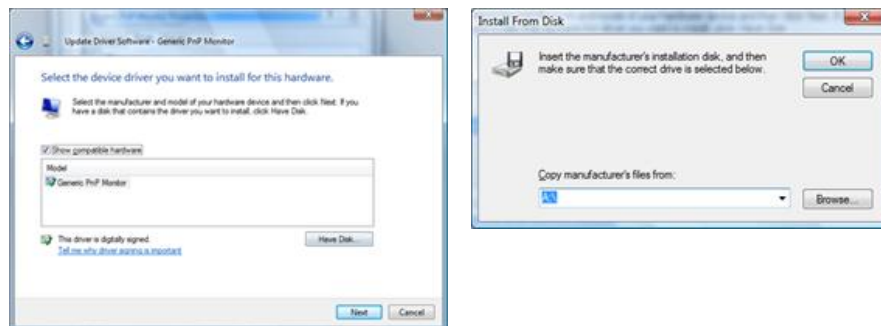 Update Driver Software - Generic PnP Monitor
Select the device driver you want to install for this hardware.
Select the manufacturer and model of your hardware device and then click Next. If you
have a disk that contains the driver you want to install, click Have Disk.
Show compatible hardware
Model
Generic PnP Monitor
This driver is digitally signed.
Tell me why driver signing is important
Have Disk...
Next
Cancel
Install From Disk
Insert the manufacturer's installation disk, and then
make sure that the correct drive is selected below.
OK
Cancel
Copy manufacturer's files from:
A:\
Browse...